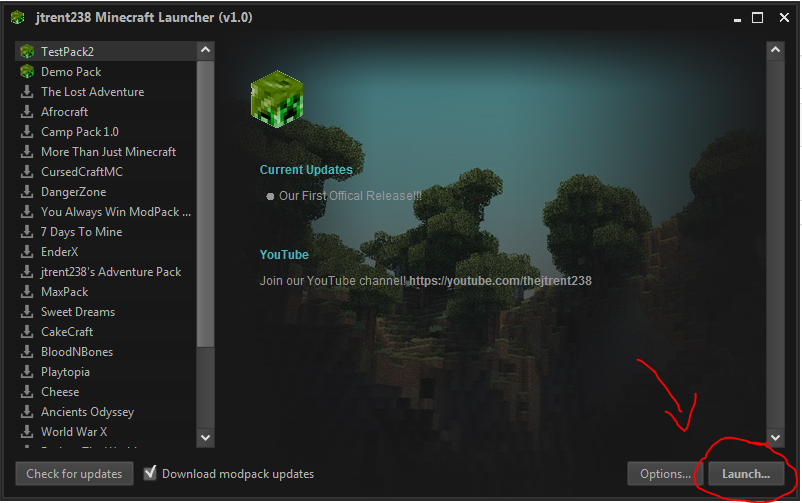 jtrent238 Minecraft Launcher (v1.0)
TestPack2
Demo Pack
The Lost Adventure
Afrocraft
Camp Pack 1.0
More Than Just Minecraft
CursedCraftMC
DangerZone
You Always Win ModPack ...
7 Days To Mine
EnderX
jtrent238's Adventure Pack
MaxPack
Sweet Dreams
CakeCraft
BloodNBones
Playtopia
Cheese
Ancients Odyssey
World War X
Current Updates
Our First Offical Release!!!
YouTube
Join our YouTube channel! https://youtube.com/thejtrent238
Check for updates
Download modpack updates
Options...
Launch...